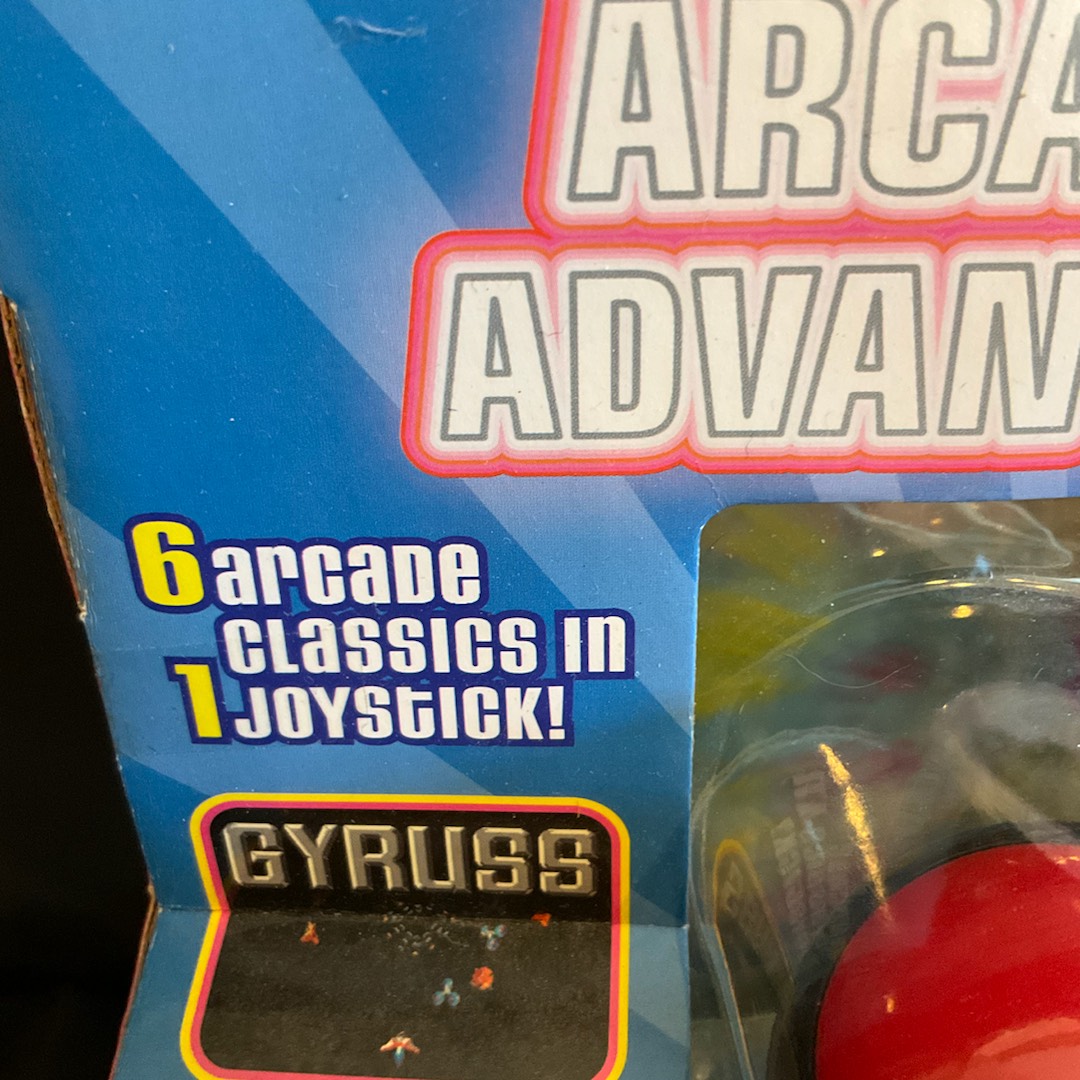 ARCA
ADVAN
6 arcade
classics in
1 joystick!
GYRUSS